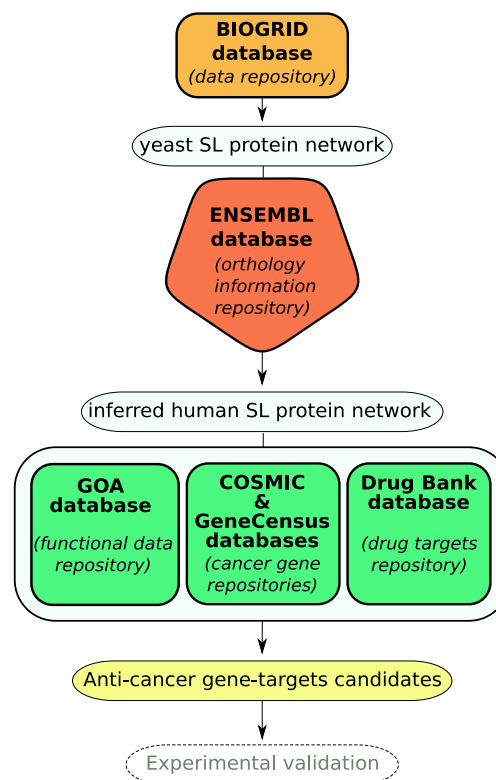 BIOGRID
database
(data repository)
yeast SL protein network
ENSEMBL
database
(orthology
information
repository)
inferred human SL protein network
GOA
database
(functional data
repository)
COSMIC
&
GeneCensus
databases
(cancer gene
repositories)
Drug Bank
database
(drug targets
repository)
Anti-cancer gene-targets candidates
Experimental validation